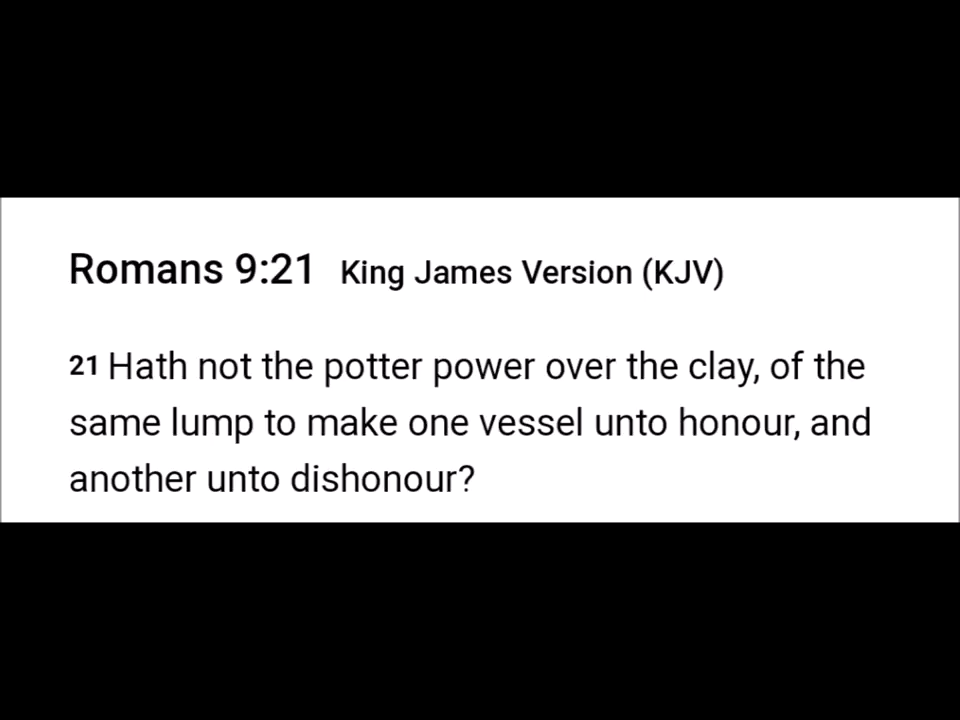 Romans 9:21 King James Version (KJV)
21 Hath not the potter power over the clay, of the
same lump to make one vessel unto honour, and
another unto dishonour?